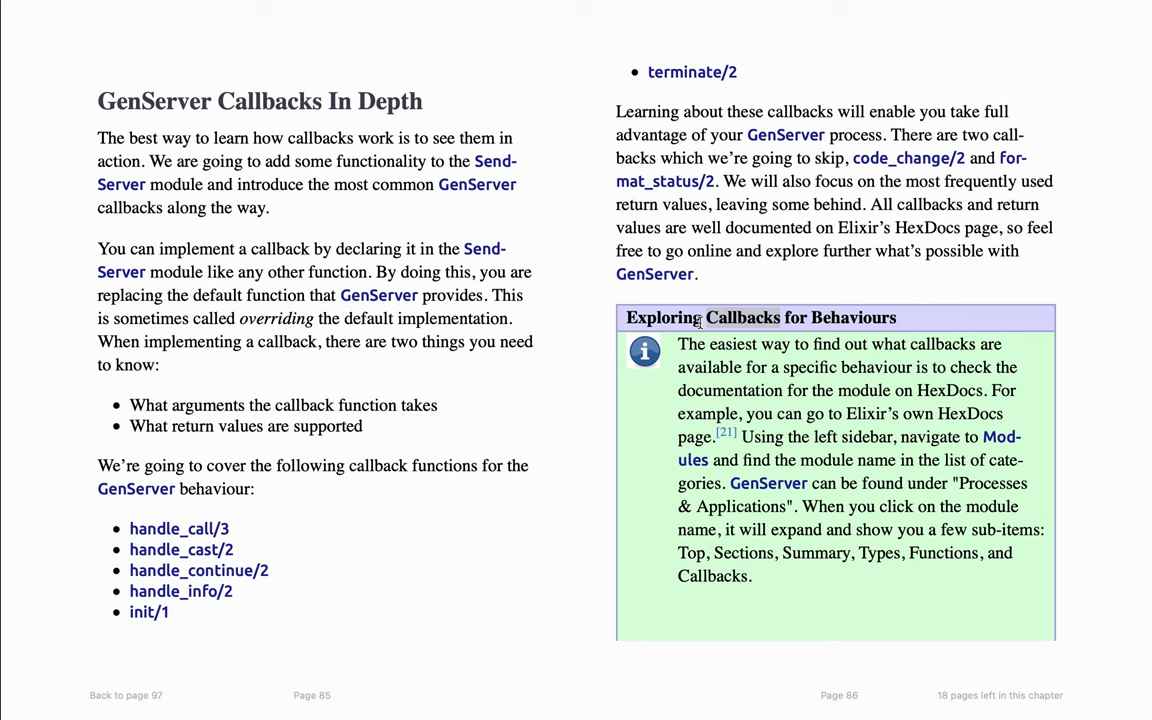 GenServer Callbacks In Depth
The best way to learn how callbacks work is to see them in
action. We are going to add some functionality to the Send-
Server module and introduce the most common GenServer
callbacks along the way.
You can implement a callback by declaring it in the Send-
Server module like any other function. By doing this, you are
replacing the default function that GenServer provides. This
is sometimes called overriding the default implementation.
When implementing a callback, there are two things you need
to know:
• What arguments the callback function takes
• What return values are supported
We're going to cover the following callback functions for the
GenServer behaviour:
• handle_call/3
• handle_cast/2
• handle_continue/2
• handle_info/2
• init/1
• terminate/2
Learning about these callbacks will enable you take full
advantage of your GenServer process. There are two call-
backs which we're going to skip, code_change/2 and for-
mat_status/2. We will also focus on the most frequently used
return values, leaving some behind. All callbacks and return
values are well documented on Elixir's HexDocs page, so feel
free to go online and explore further what's possible with
GenServer.
Exploring Callbacks for Behaviours
The easiest way to find out what callbacks are
available for a specific behaviour is to check the
documentation for the module on HexDocs. For
example, you can go to Elixir's own HexDocs
page.[21] Using the left sidebar, navigate to Mod-
ules and find the module name in the list of cate-
gories. GenServer can be found under "Processes
& Applications". When you click on the module
name, it will expand and show you a few sub-items:
Top, Sections, Summary, Types, Functions, and
Callbacks.
Back to page 97
Page 85
Page 86
18 pages left in this chapter